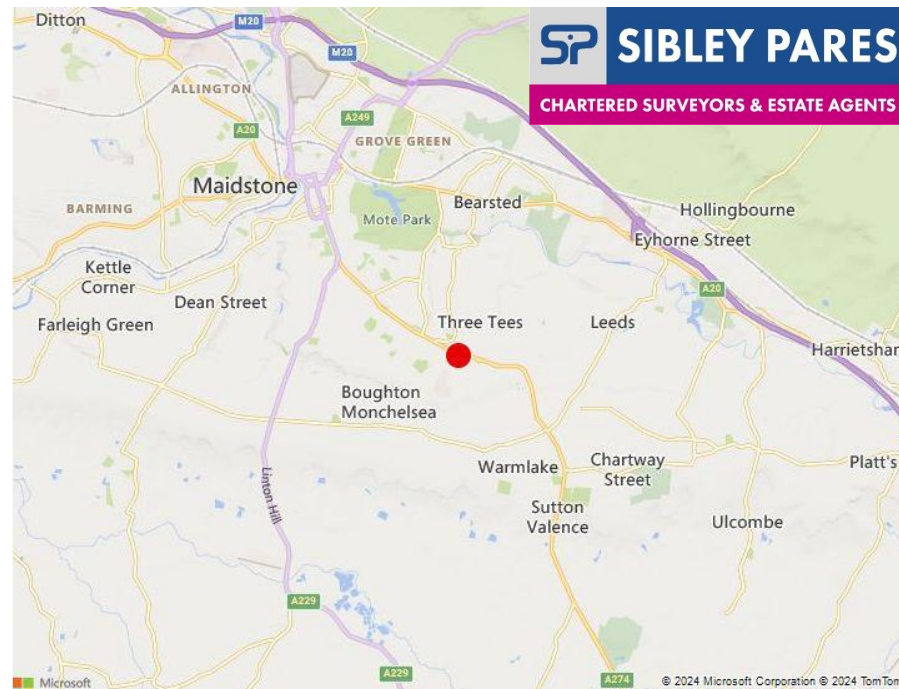 Ditton
M20
SP SIBLEY PARES
CHARTERED SURVEYORS & ESTATE AGENTS
M20
ALLINGTON
A249
A20
GROVE GREEN
Maidstone
Bearsted
BARMING
Mote Park
Hollingbourne
Eyhorne Street
Kettle
Corner
Dean Street
A20
Farleigh Green
Three Tees
Leeds
Harrietshar
Boughton
Monchelsea
Warmlake
Chartway
Street
Platt's
Linton Hill
Sutton
Valence
Ulcombe
A229
A229
A274
Microsoft
© 2024 Microsoft Corporation © 2024 TomTom